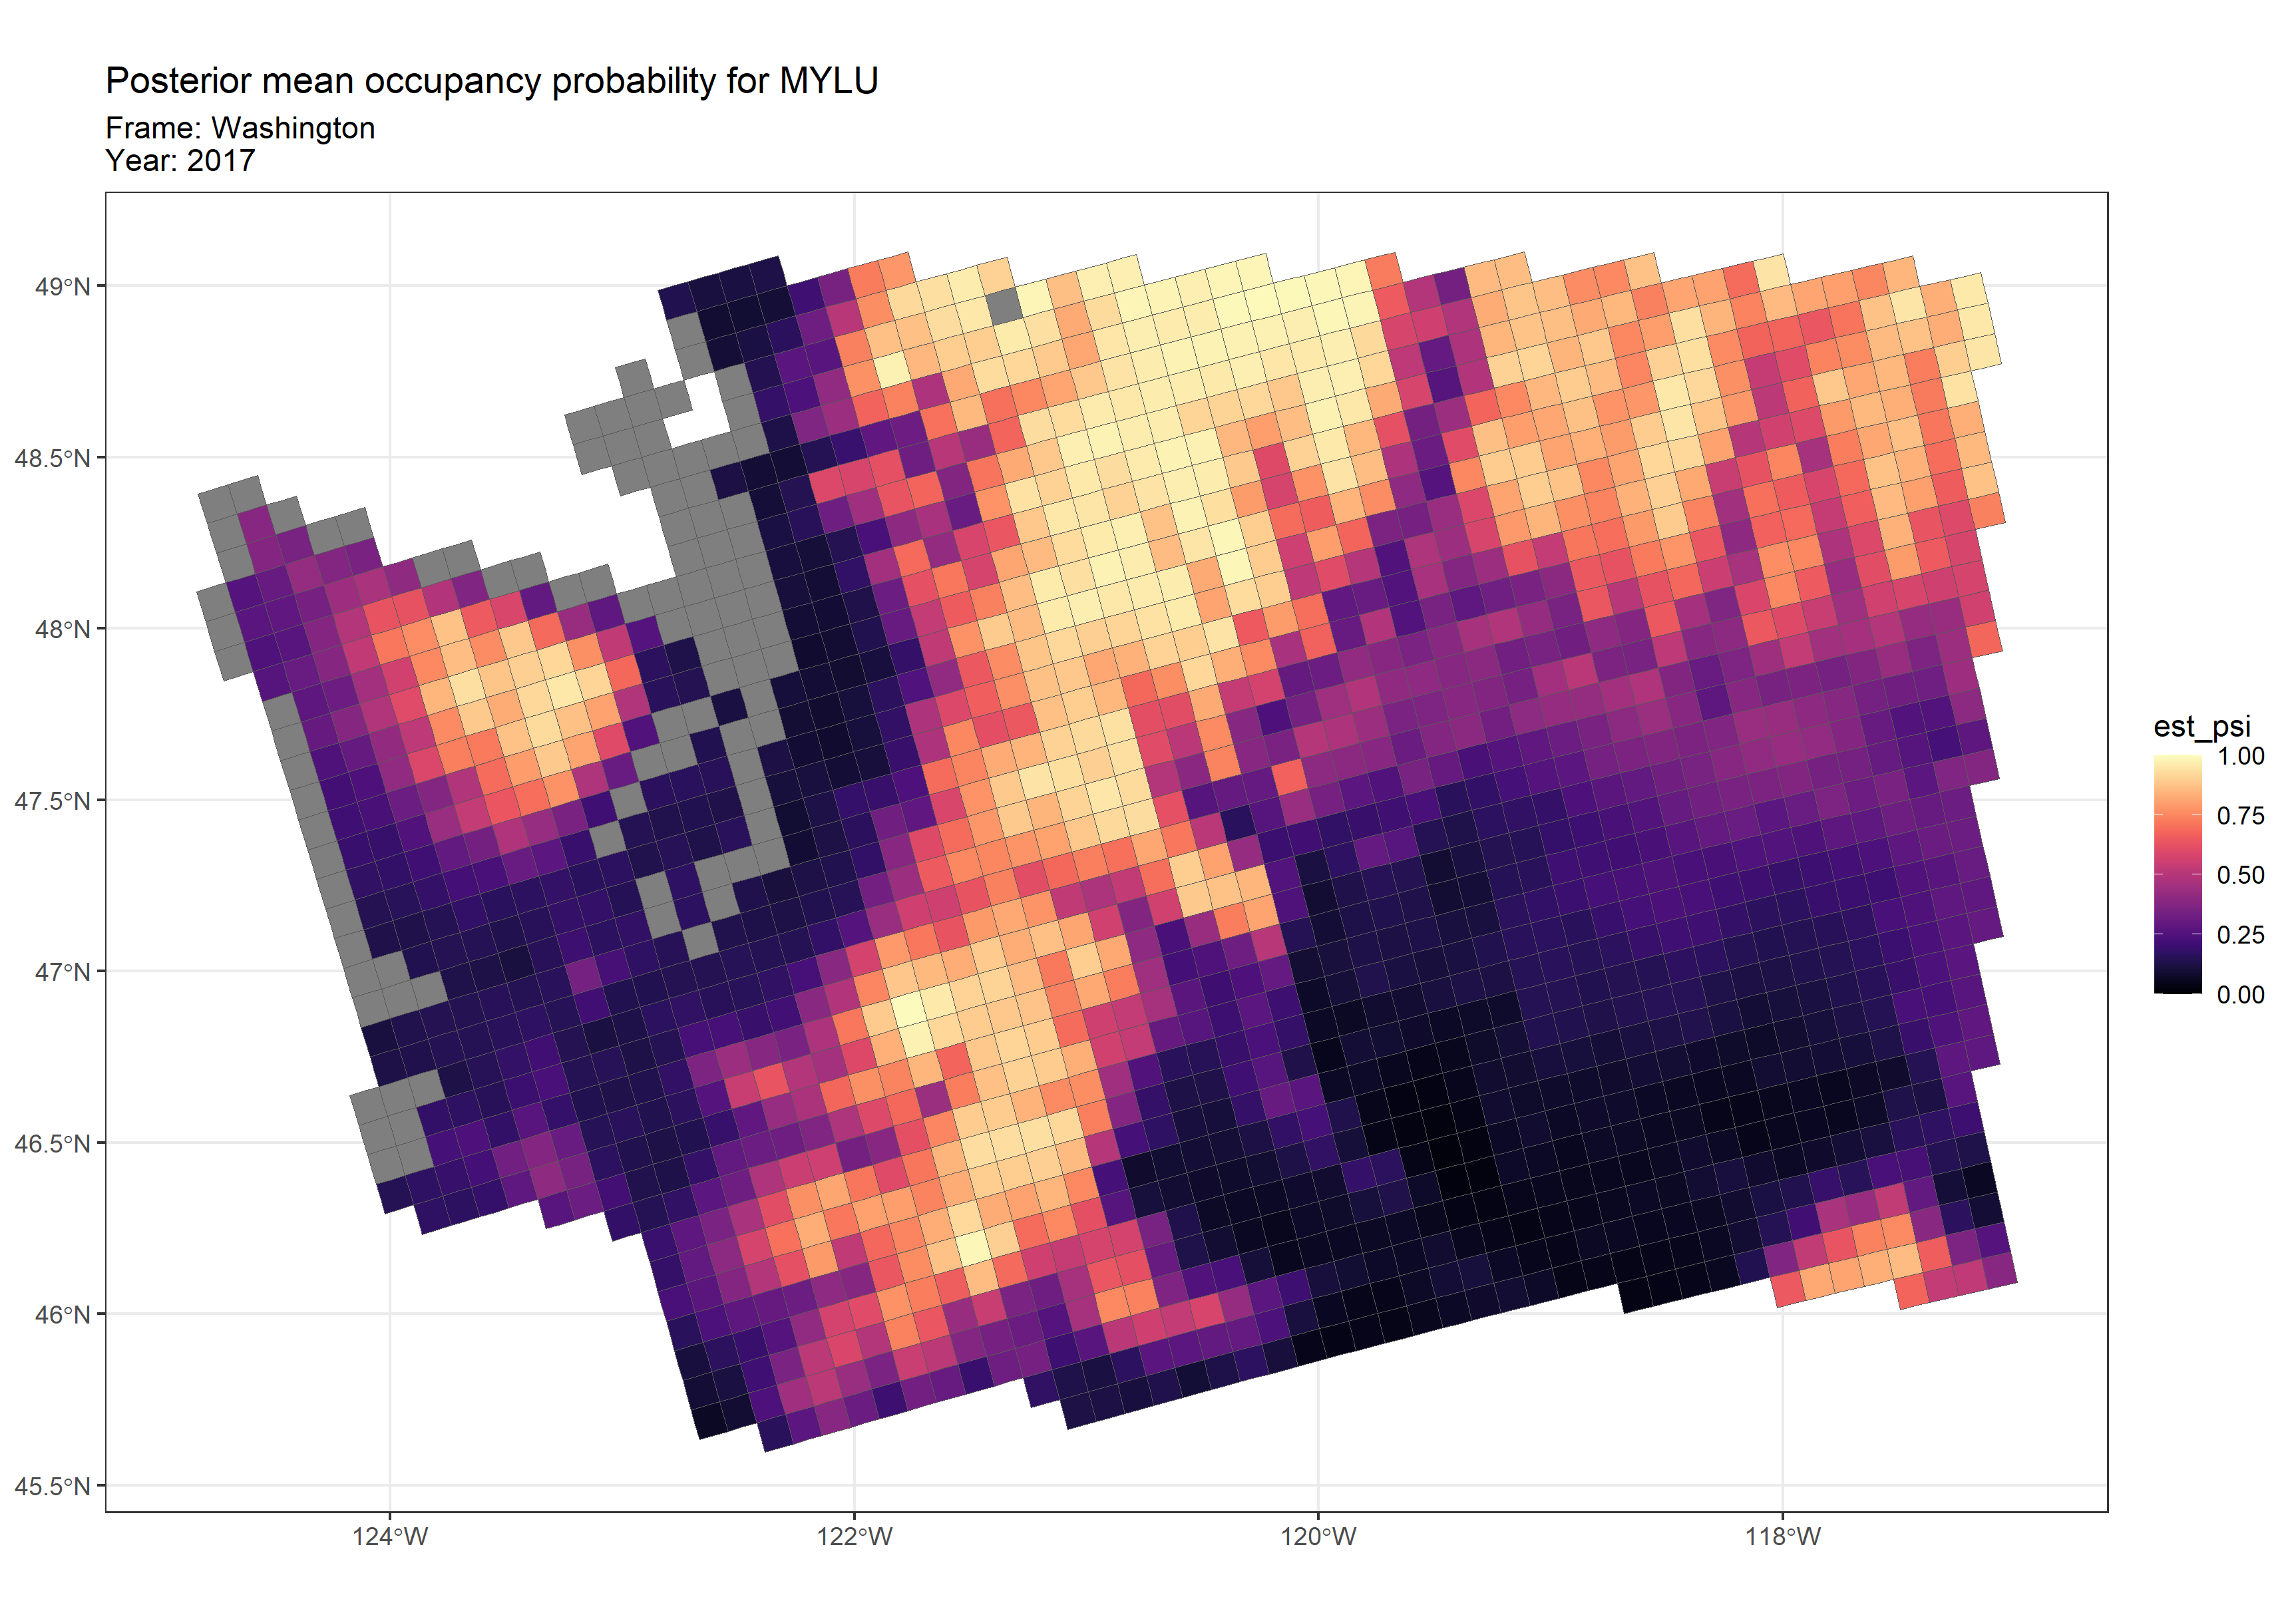 Posterior mean occupancy probability for MYLU
Frame: Washington
Year: 2017
49°N
48.5°N
48°N
47.5°N
47°N
46.5°N
46°N
45.5°N
124°W
122°W
120°W
118°W
est_psi
1.00
0.75
0.50
0.25
0.00